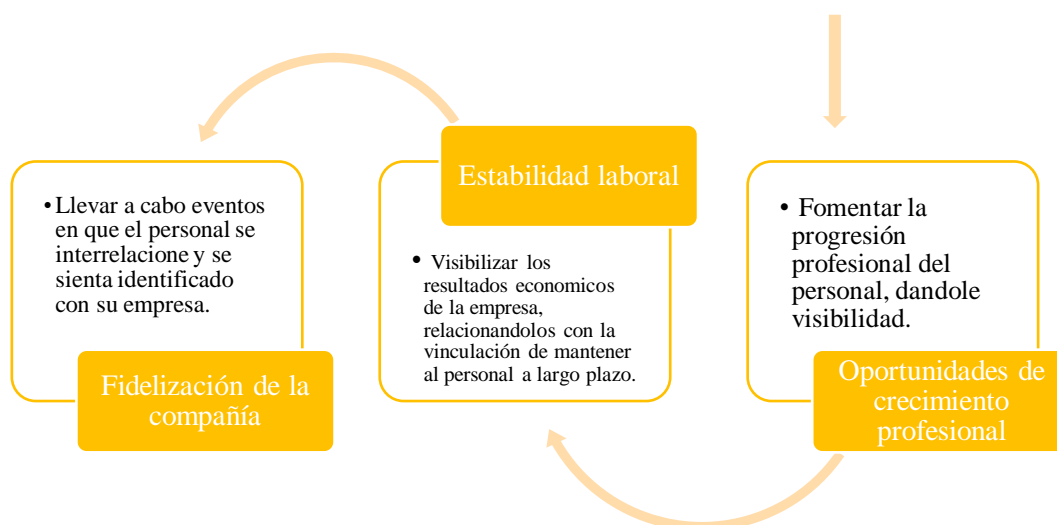 • Llevar a cabo eventos
en que el personal se
interrelacione y se
sienta identificado
con su empresa.
Fidelización de la
compañía
Estabilidad laboral
• Visibilizar los
resultados economicos
de la empresa,
relacionandolos con la
vinculación de mantener
al personal a largo plazo.
• Fomentar la
progresión
profesional del
personal, dandole
visibilidad.
Oportunidades de
crecimiento
profesional